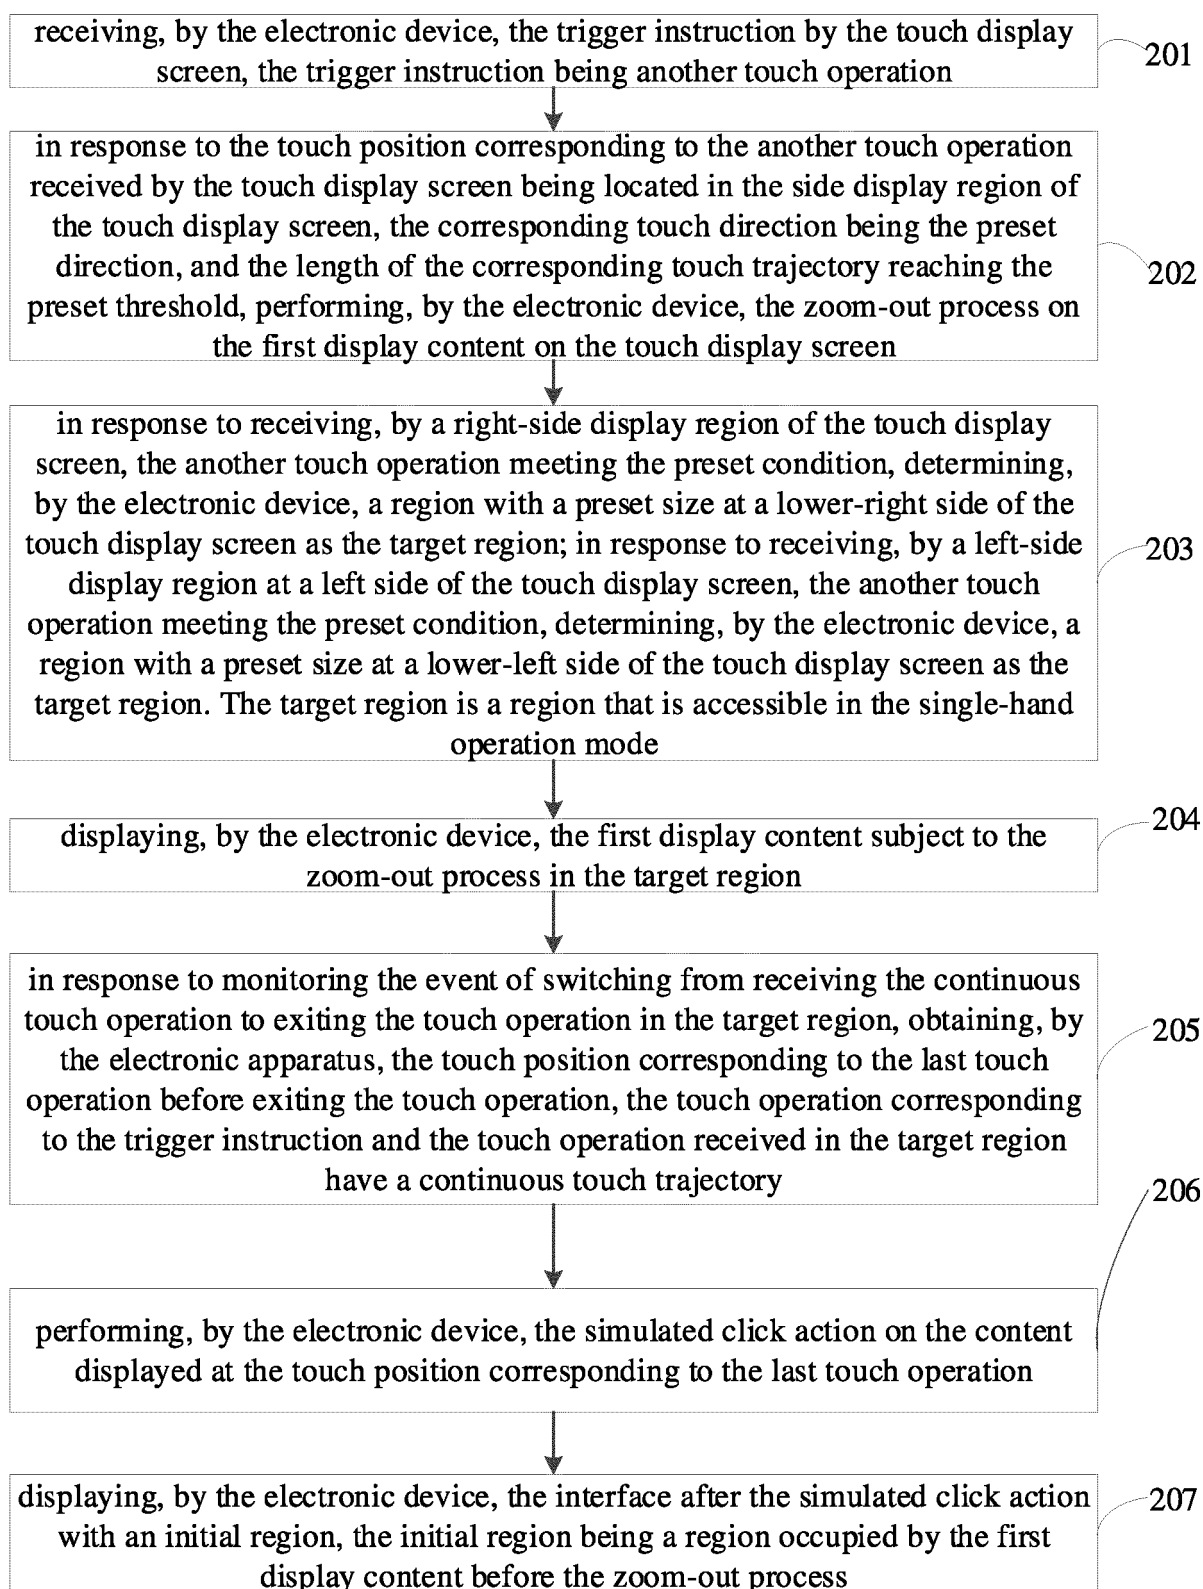 receiving, by the electronic device, the trigger instruction by the touch display
screen, the trigger instruction being another touch operation
201
in response to the touch position corresponding to the another touch operation
received by the touch display screen being located in the side display region of
the touch display screen, the corresponding touch direction being the preset
direction, and the length of the corresponding touch trajectory reaching the
preset threshold, performing, by the electronic device, the zoom-out process on
the first display content on the touch display screen
202
in response to receiving, by a right-side display region of the touch display
screen, the another touch operation meeting the preset condition, determining,
by the electronic device, a region with a preset size at a lower-right side of the
touch display screen as the target region; in response to receiving, by a left-side
display region at a left side of the touch display screen, the another touch
operation meeting the preset condition, determining, by the electronic device, a
region with a preset size at a lower-left side of the touch display screen as the
target region. The target region is a region that is accessible in the single-hand
operation mode
203
displaying, by the electronic device, the first display content subject to the
zoom-out process in the target region
204
in response to monitoring the event of switching from receiving the continuous
touch operation to exiting the touch operation in the target region, obtaining, by
the electronic apparatus, the touch position corresponding to the last touch
operation before exiting the touch operation, the touch operation corresponding
to the trigger instruction and the touch operation received in the target region
have a continuous touch trajectory
205
performing, by the electronic device, the simulated click action on the content
displayed at the touch position corresponding to the last touch operation
206
displaying, by the electronic device, the interface after the simulated click action
with an initial region, the initial region being a region occupied by the first
display content before the zoom-out process
207